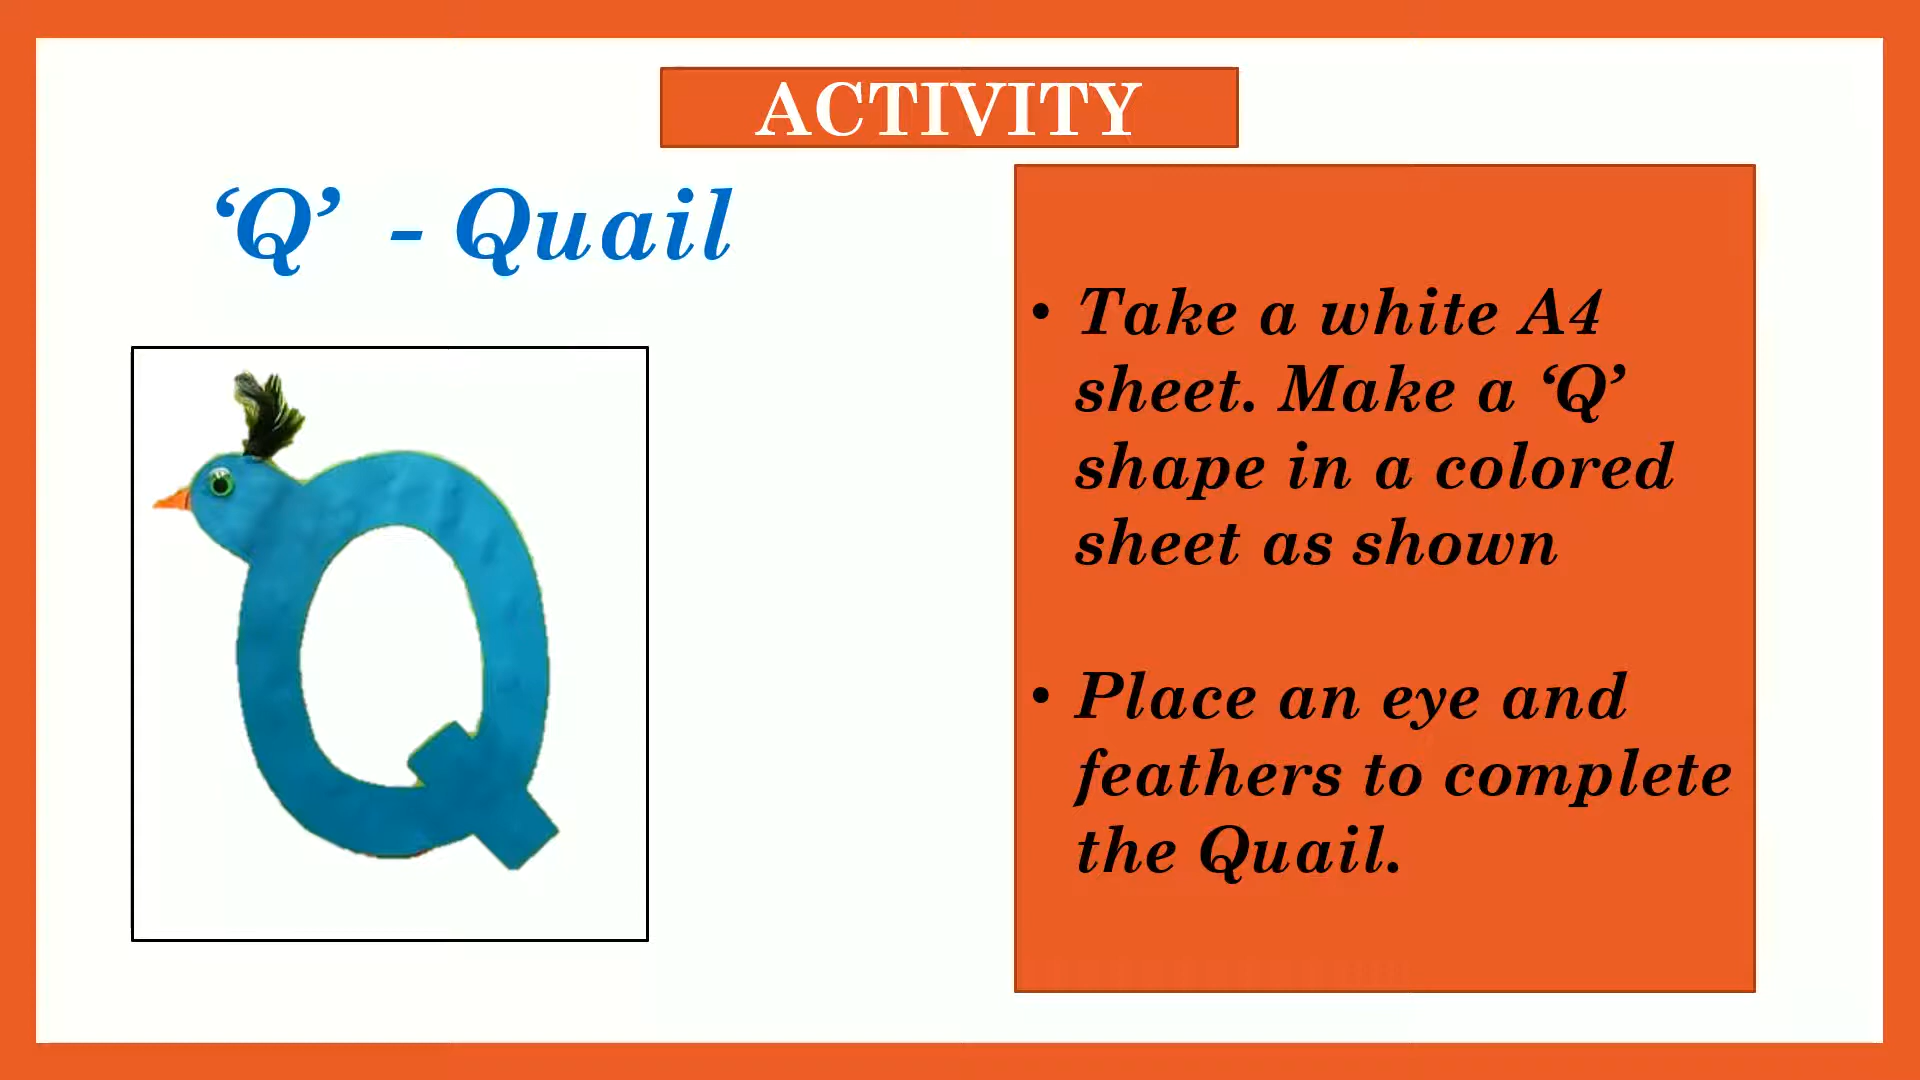 ACTIVITY
‘Q’ - Quail
• Take a white A4
sheet. Make a ‘Q’
shape in a colored
sheet as shown
• Place an eye and
feathers to complete
the Quail.